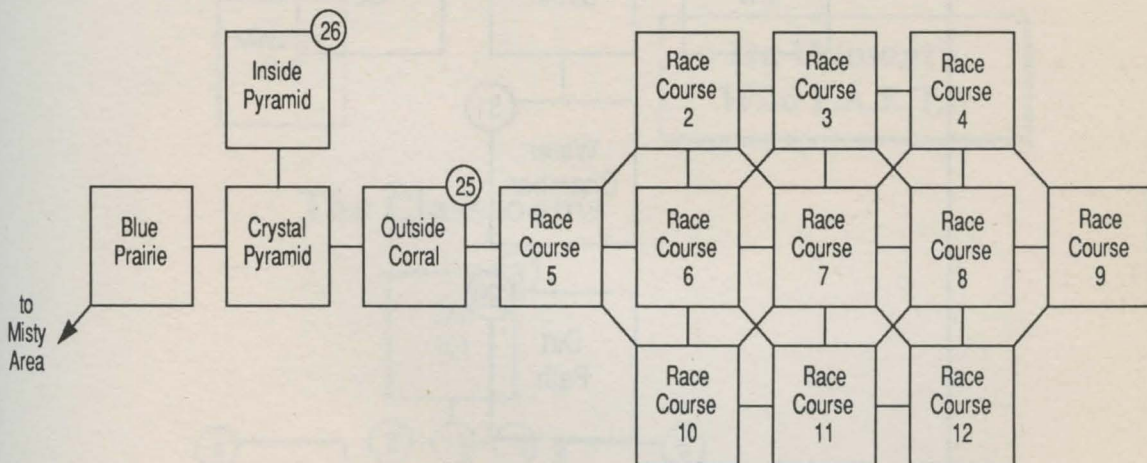 26
Inside
Pyramid
Race
Course
2
Race
Course
3
Race
Course
4
25
Blue
Prairie
Crystal
Pyramid
Outside
Corral
Race
Course
5
Race
Course
6
Race
Course
7
Race
Course
8
Race
Course
9
to
Misty
Area
Race
Course
10
Race
Course
11
Race
Course
12